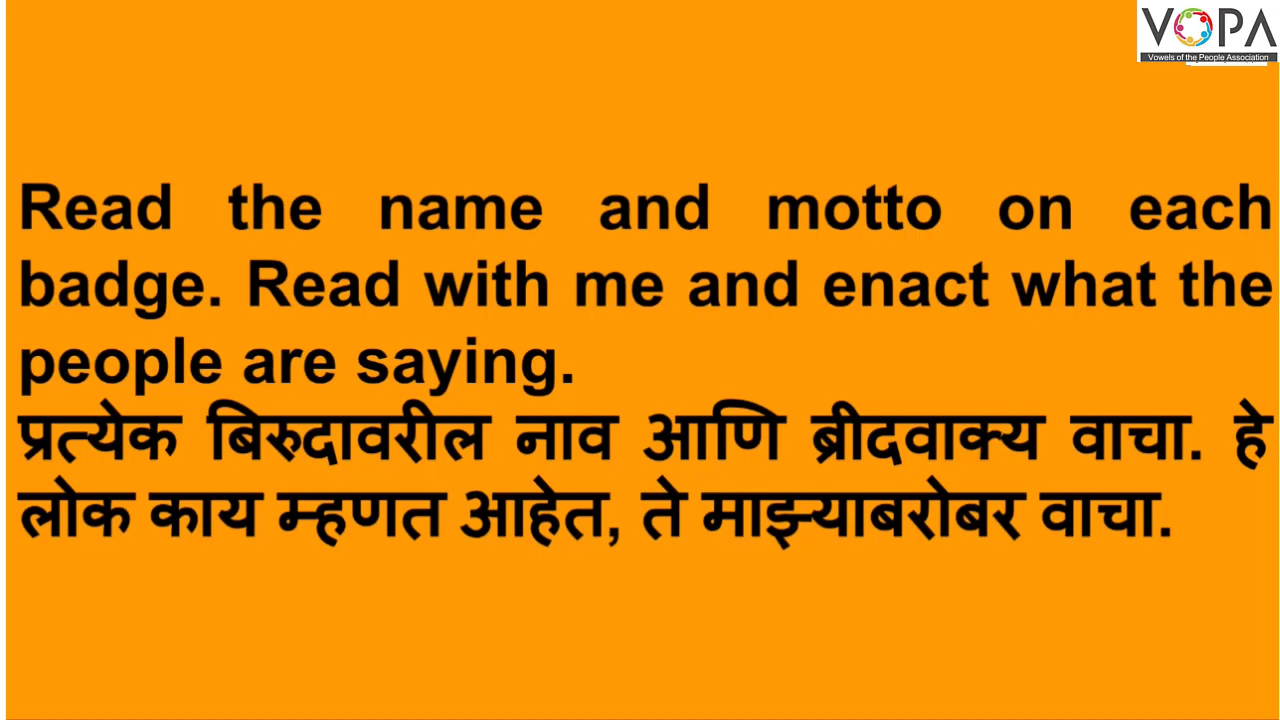 VOPA
Vowels of the People Association
Read the name and motto on each
badge. Read with me and enact what the
people are saying.
प्रत्येक बिरुदावरील नाव आणि ब्रीदवाक्य वाचा. हे
लोक काय म्हणत आहेत, ते माझ्याबरोबर वाचा.